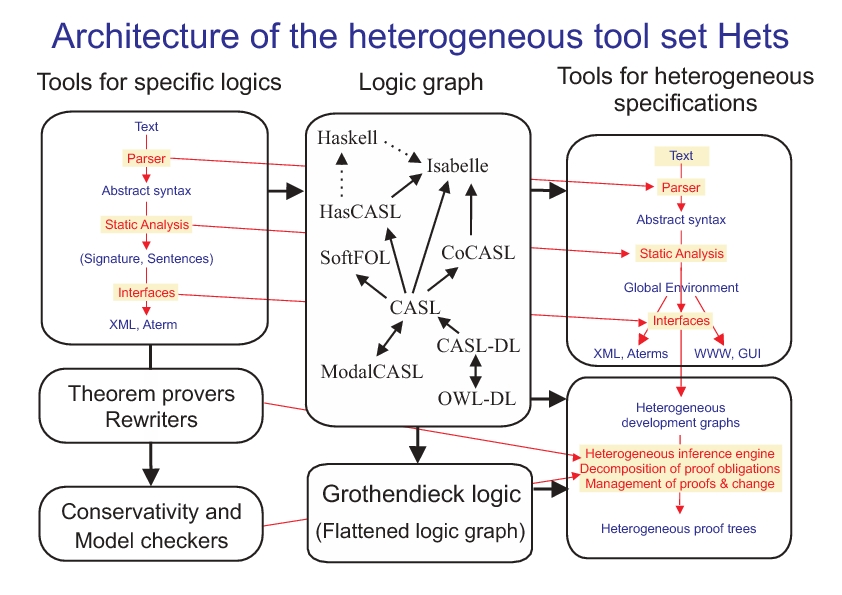 Architecture of the heterogeneous tool set Hets
Tools for specific logics
Text
Parser
Abstract syntax
Static Analysis
(Signature, Sentences)
Interfaces
XML, Aterm
Theorem provers
Rewriters
Conservativity and
Model checkers
Logic graph
Haskell
Isabelle
HasCASL
SoftFOL
CoCASL
CASL
CASL-DL
ModalCASL
OWL-DL
Grothendieck logic
(Flattened logic graph)
Tools for heterogeneous
specifications
Text
Parser
Abstract syntax
Static Analysis
Global Environment
Interfaces
XML, Aterms
WWW, GUI
Heterogeneous
development graphs
Heterogeneous inference engine
Decomposition of proof obligations
Management of proofs & change
Heterogeneous proof trees